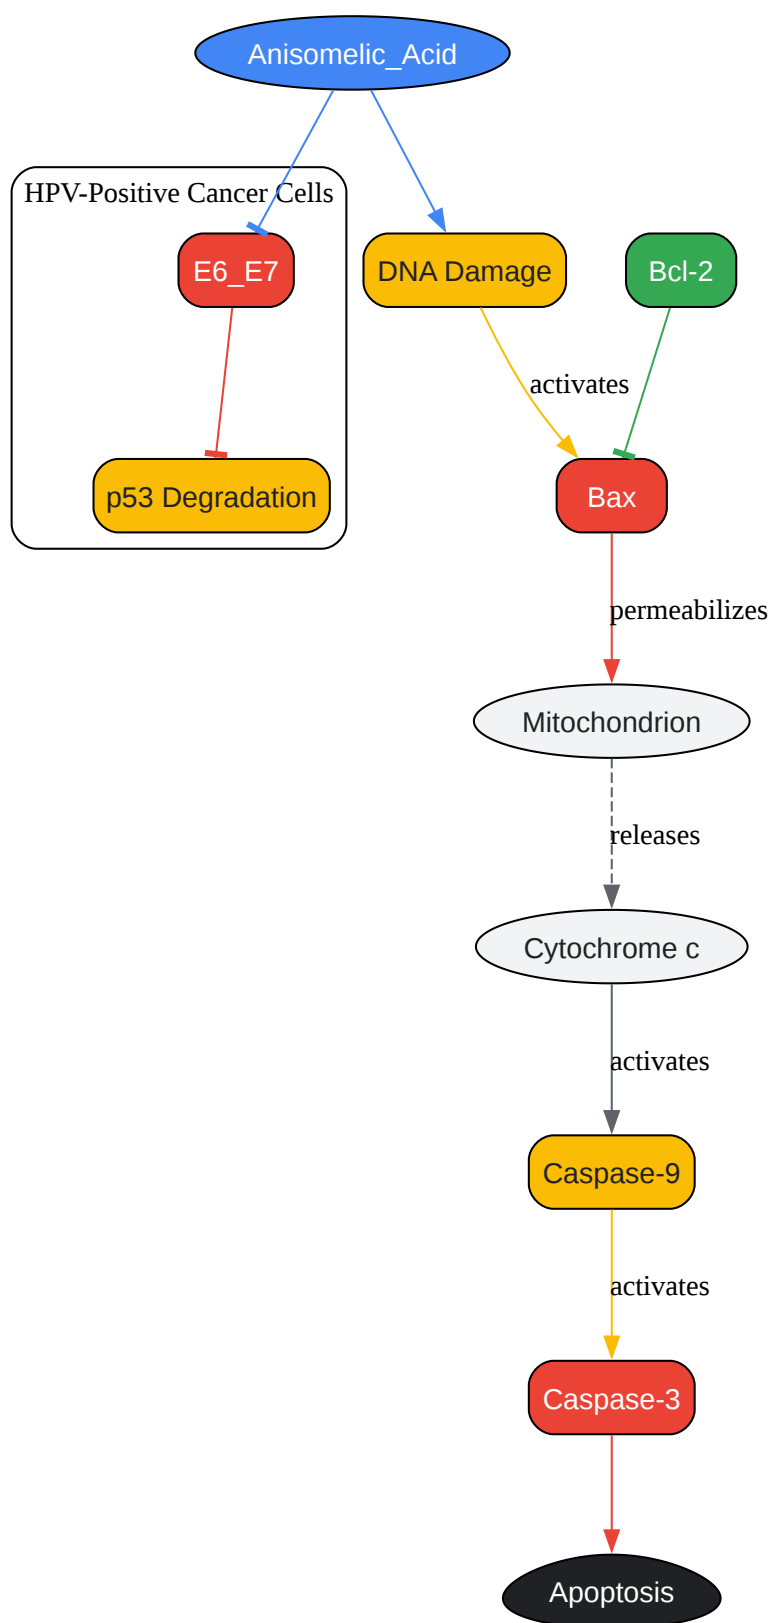 Anisomelic_Acid
HPV-Positive Cancer Cells
E6_E7
DNA Damage
Bcl-2
activates
p53 Degradation
Bax
permeabilizes
Mitochondrion
releases
Cytochrome c
activates
Caspase-9
activates
Caspase-3
Apoptosis